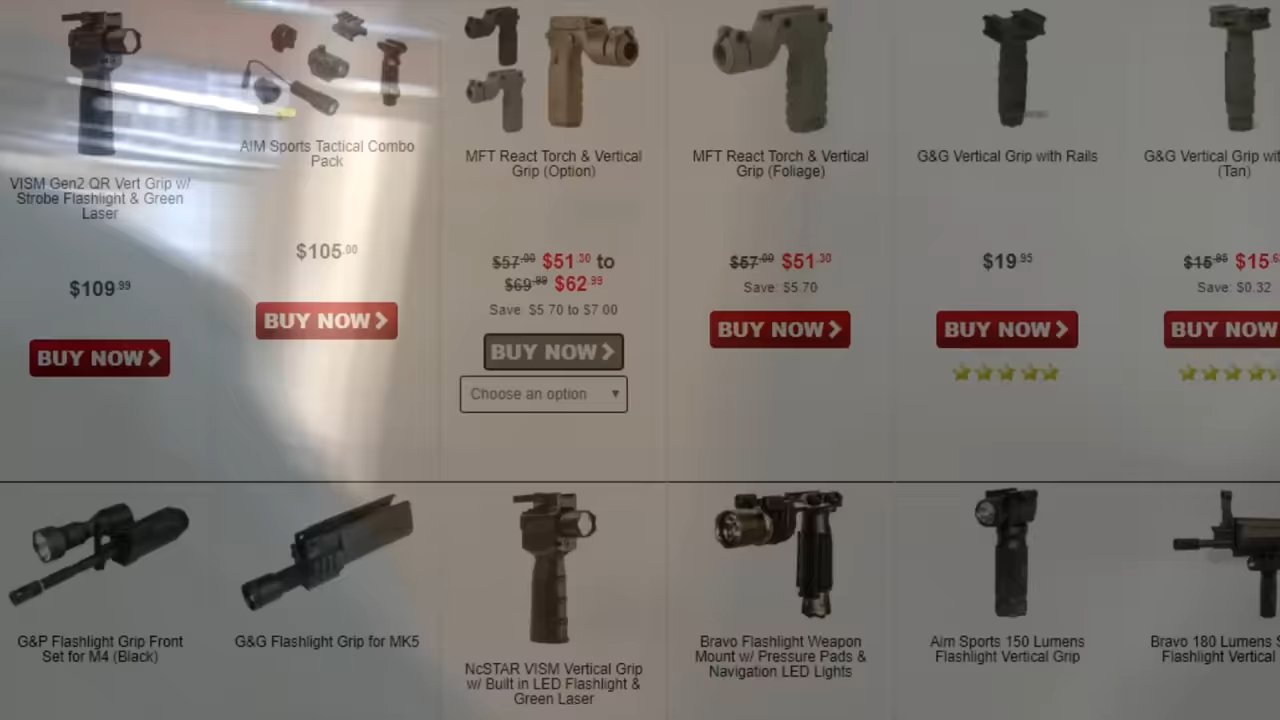 VISM Gen2 QR Vert Grip w/
Strobe Flashlight & Green
Laser
$109.99
BUY NOW
AIM Sports Tactical Combo
Pack
$105.00
BUY NOW
MFT React Torch & Vertical
Grip (Option)
$57.00 $51.30 to
$69.99 $62.99
Save: $5.70 to $7.00
BUY NOW
Choose an option
MFT React Torch & Vertical
Grip (Foliage)
$57.00 $51.30
Save: $5.70
BUY NOW
G&G Vertical Grip with Rails
$19.95
BUY NOW
G&G Vertical Grip wit
(Tan)
$15.95 $15.6
Save: $0.32
BUY NOW
G&P Flashlight Grip Front
Set for M4 (Black)
G&G Flashlight Grip for MK5
NcSTAR VISM Vertical Grip
w/ Built in LED Flashlight &
Green Laser
Bravo Flashlight Weapon
Mount w/ Pressure Pads &
Navigation LED Lights
Aim Sports 150 Lumens
Flashlight Vertical Grip
Bravo 180 Lumens S
Flashlight Vertical